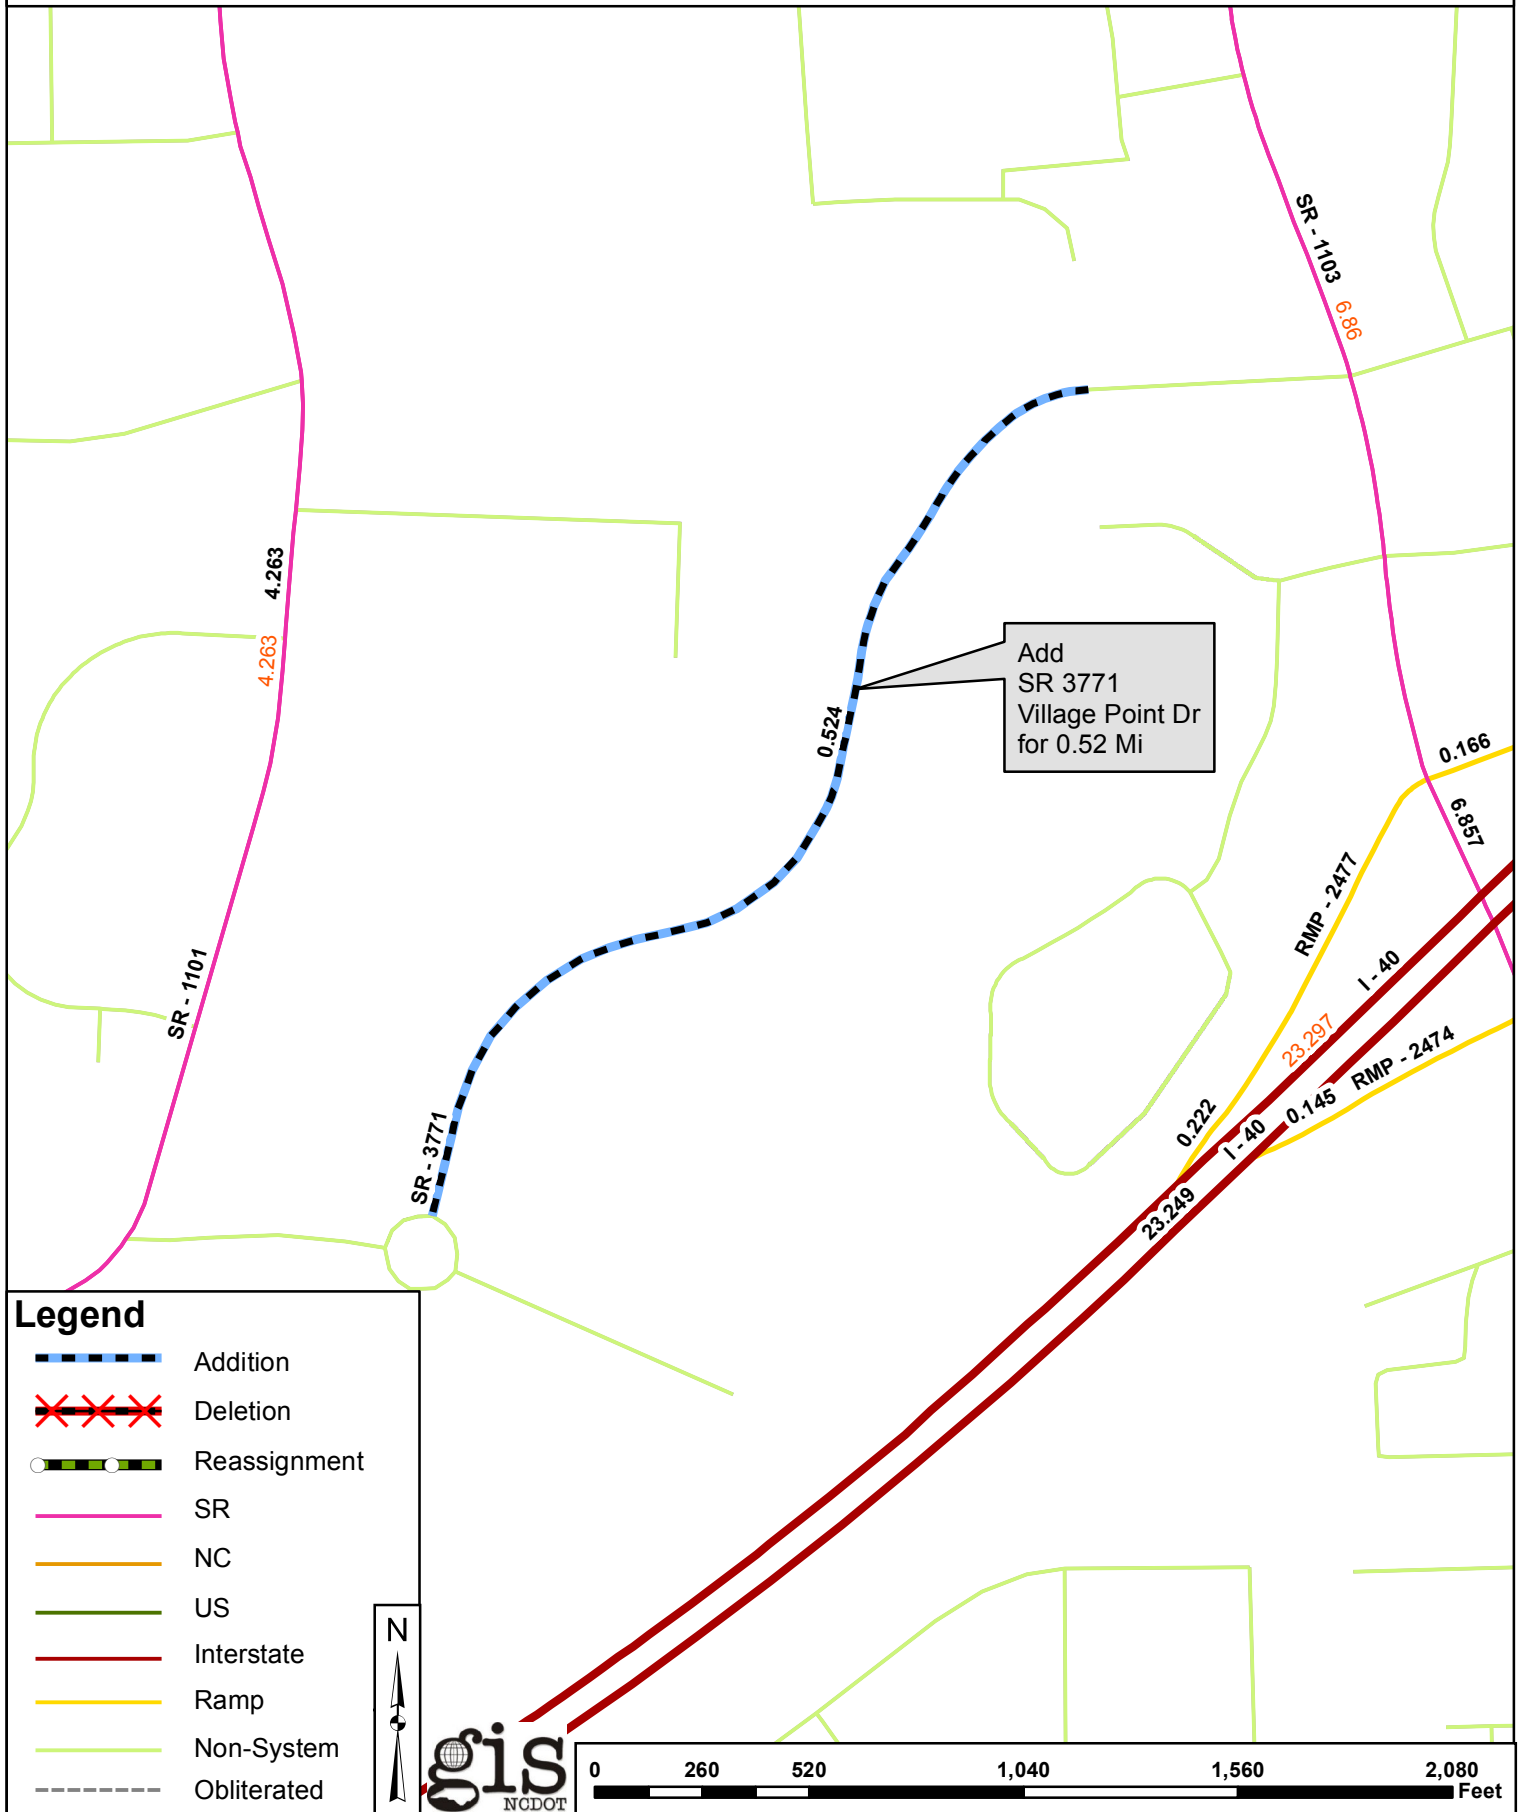 SR - 1103
6.86
4.263
4.263
Add
SR 3771
Village Point Dr
for 0.52 Mi
0.524
0.166
6.857
RMP - 2477
I - 40
SR - 1101
23.297
RMP - 2474
0.145
0.222
I - 40
SR - 3771
23.249
Legend
Addition
Deletion
Reassignment
SR
NC
US
Interstate
Ramp
Non-System
Obliterated
N
gis
NCDOT
0 260 520 1,040 1,560 2,080
Feet